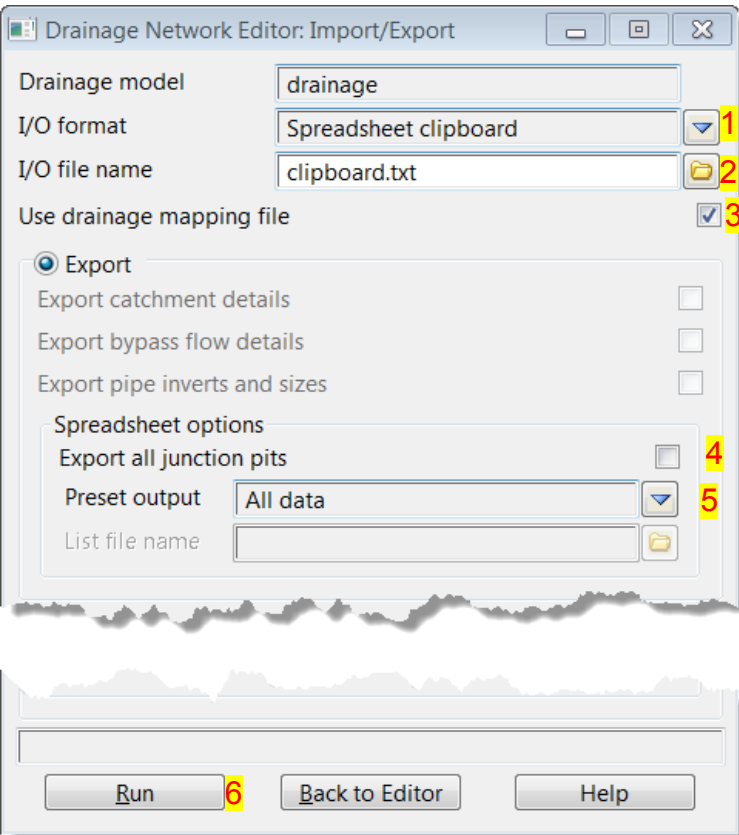 Drainage Network Editor: Import/Export
Drainage model drainage
I/O format Spreadsheet clipboard 1
I/O file name clipboard.txt 2
Use drainage mapping file 3
Export
Export catchment details
Export bypass flow details
Export pipe inverts and sizes
Spreadsheet options
Export all junction pits 4
Preset output All data 5
List file name
Run 6 Back to Editor Help